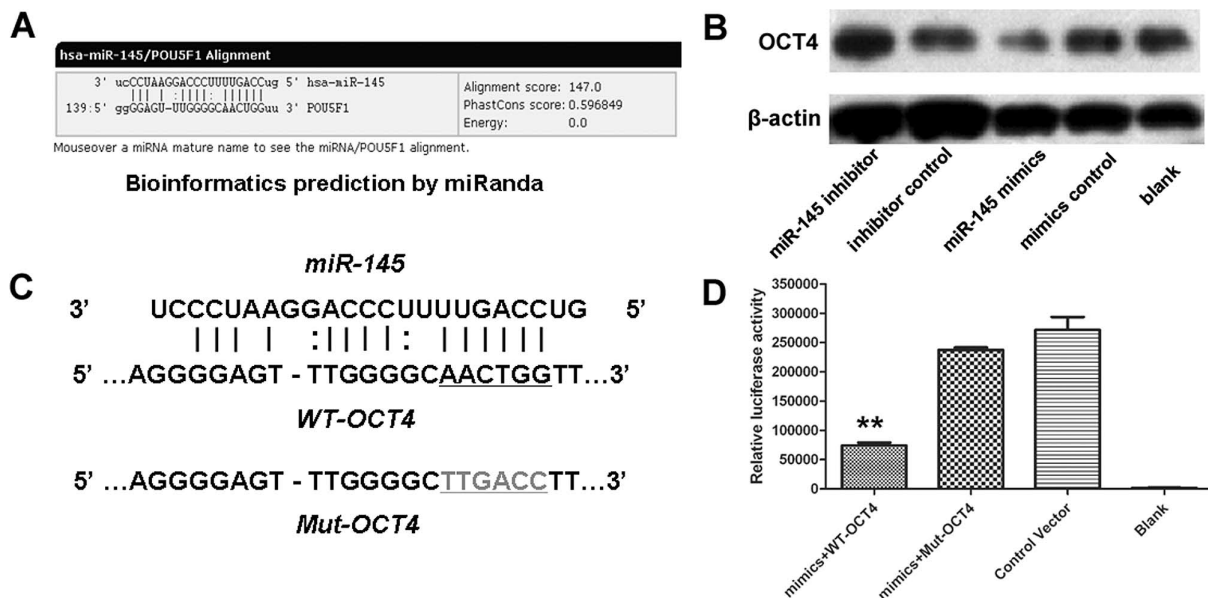 A
hsa-miR-145/POU5F1 Alignment
3' ucCCUAAGGACCCUUUUGACCug 5' hsa-miR-145
||| | :||||: ||||||
139:5' ggGGAGU-UUGGGGCAACUGGuu 3' POU5F1
Alignment score: 147.0
PhastCons score: 0.596849
Energy: 0.0
Mouseover a miRNA mature name to see the miRNA/POU5F1 alignment.
Bioinformatics prediction by miRanda
B
OCT4
β-actin
miR-145 inhibitor
inhibitor control
miR-145 mimics
mimics control
blank
C
miR-145
3’ UCCCUAAGGACCCUUUUGACCUG 5’
||| | :||||: ||||||
5’ ...AGGGGAGT - TTGGGGCAACTGGTT...3’
WT-OCT4
5’ ...AGGGGAGT - TTGGGGCTTGACCTT...3’
Mut-OCT4
D
Relative luciferase activity
350000
300000
250000
200000
150000
100000
50000
0
**
mimics+WT-OCT4
mimics+Mut-OCT4
Control Vector
Blank